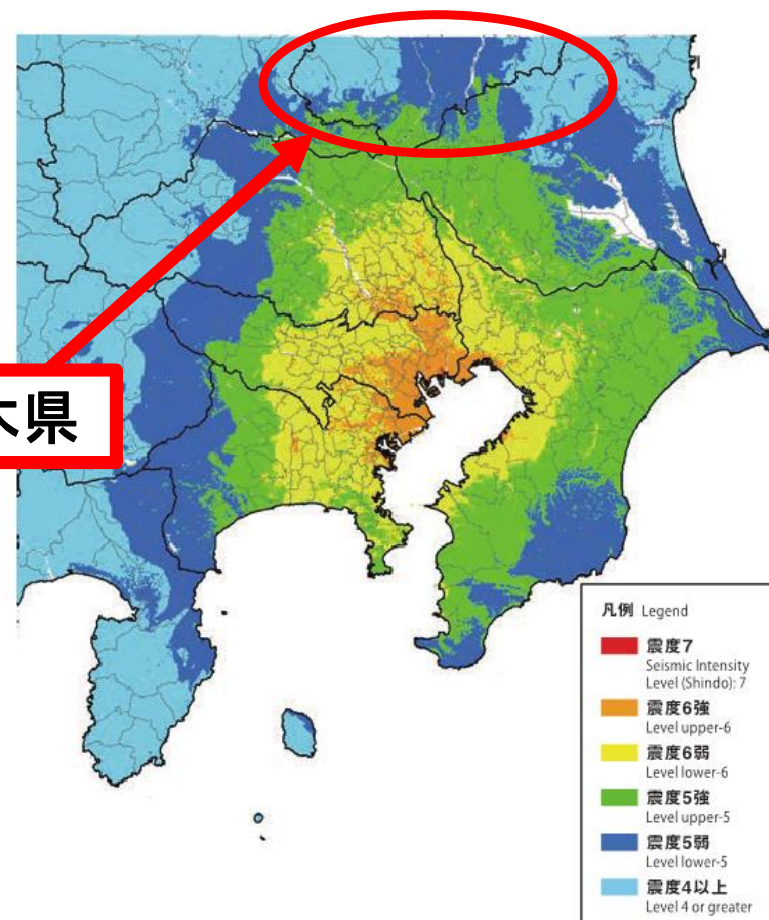 木県
凡例 Legend
震度7
Seismic Intensity
Level (Shindo): 7
震度6強
Level upper-6
震度6弱
Level lower-6
震度5強
Level upper-5
震度5弱
Level lower-5
震度4以上
Level 4 or greater